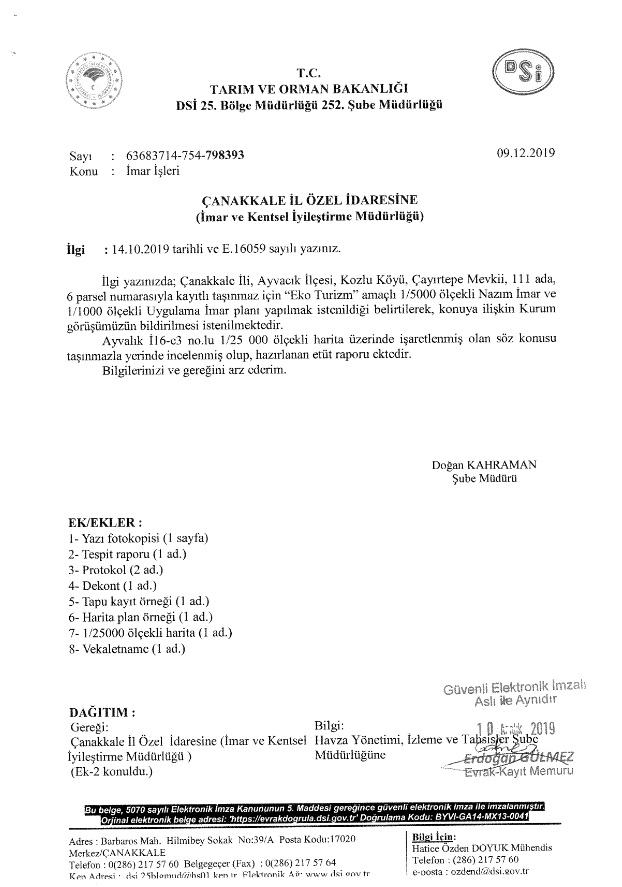 DSİ
T.C.
TARIM VE ORMAN BAKANLIĞI
DSİ 25. Bölge Müdürlüğü 252. Şube Müdürlüğü
Sayı : 63683714-754-798393
09.12.2019
Konu : İmar İşleri
ÇANAKKALE İL ÖZEL İDARESİNE
(İmar ve Kentsel İyileştirme Müdürlüğü)
İlgi : 14.10.2019 tarihli ve E.16059 sayılı yazınız.
İlgi yazınızda; Çanakkale İli, Ayvacık İlçesi, Kozlu Köyü, Çayırtepe Mevkii, 111 ada,
6 parsel numarasıyla kayıtlı taşınmaz için “Eko Turizm” amaçlı 1/5000 ölçekli Nazım İmar ve
1/1000 ölçekli Uygulama İmar planı yapılmak istenildiği belirtilerek, konuya ilişkin Kurum
görüşümüzün bildirilmesi istenilmektedir.
Ayvalık İ16-c3 no.lu 1/25 000 ölçekli harita üzerinde işaretlenmiş olan söz konusu
taşınmazla yerinde incelenmiş olup, hazırlanan etüt raporu ektedir.
Bilgilerinizi ve gereğini arz ederim.
Doğan KAHRAMAN
Şube Müdürü
EK/EKLER :
1- Yazı fotokopisi (1 sayfa)
2- Tespit raporu (1 ad.)
3- Protokol (2 ad.)
4- Dekont (1 ad.)
5- Tapu kayıt örneği (1 ad.)
6- Harita plan örneği (1 ad.)
7- 1/25000 ölçekli harita (1 ad.)
8- Vekaletname (1 ad.)
Güvenli Elektronik İmzalı
Aslı ile Aynıdır
DAĞITIM :
Gereği:
Bilgi:
10 Aralık 2019
Çanakkale İl Özel İdaresine (İmar ve Kentsel
İyileştirme Müdürlüğü )
(Ek-2 konuldu.)
Havza Yönetimi, İzleme ve Tahsisler Şube
Müdürlüğüne
Erdoğan GÜLMEZ
Evrak-Kayıt Memuru
Bu belge, 5070 sayılı Elektronik İmza Kanununun 5. Maddesi gereğince güvenli elektronik imza ile imzalanmıştır.
Orjinal elektronik belge adresi: 'https://evrakdogrula.dsi.gov.tr' Doğrulama Kodu: BYVI-GA14-MX13-0041
Adres : Barbaros Mah. Hilmibey Sokak No:39/A Posta Kodu:17020
Merkez/ÇANAKKALE
Telefon : 0(286) 217 57 60 Belgegeçer (Fax) : 0(286) 217 57 64
Kep Adresi : dsi.25blgmud@hs01.kep.tr Elektronik Ağ: www.dsi.gov.tr
Bilgi İçin:
Hatice Özden DOYUK Mühendis
Telefon : (286) 217 57 60
e-posta : ozdend@dsi.gov.tr